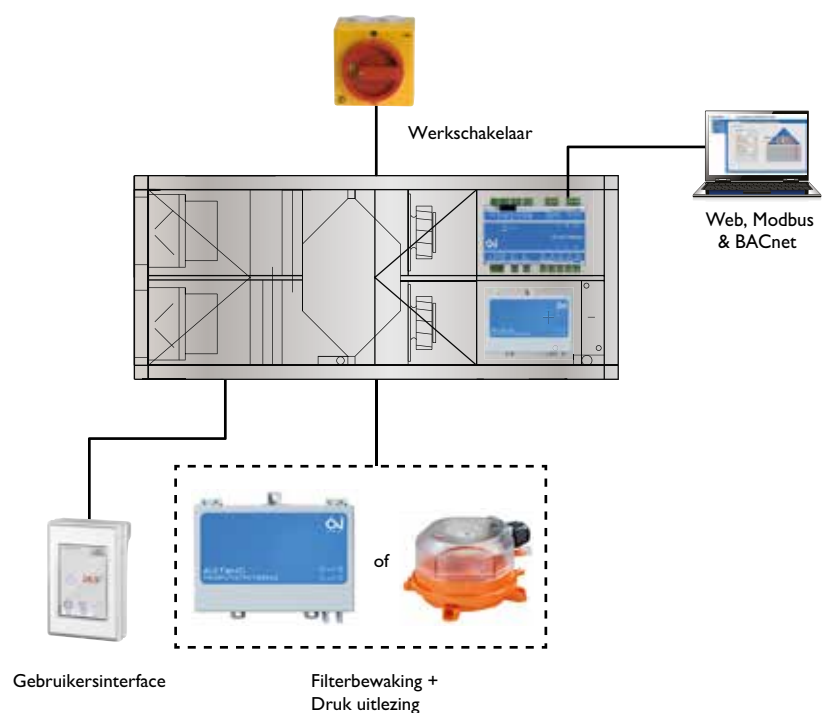 Werkschakelaar
Web, Modbus
& BACnet
of
Gebruikersinterface
Filterbewaking +
Druk uitlezing